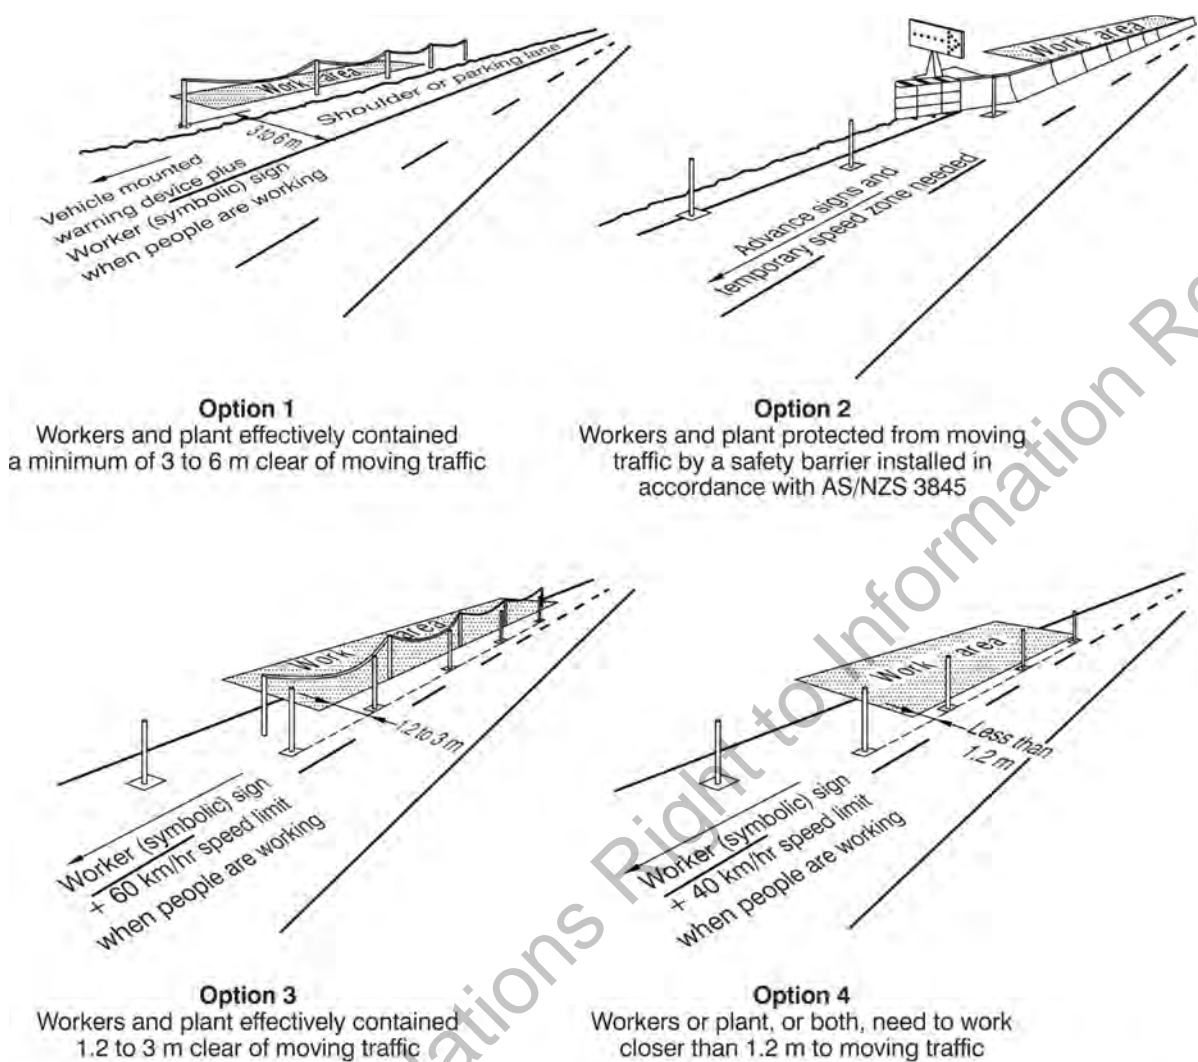 Work area
Shoulder or parking lane
3 to 6 m
Vehicle mounted
warning device plus
Worker (symbolic) sign
when people are working
Option 1
Workers and plant effectively contained
a minimum of 3 to 6 m clear of moving traffic
Work area
Advance signs and
temporary speed zone needed
Option 2
Workers and plant protected from moving
traffic by a safety barrier installed in
accordance with AS/NZS 3845
Work area
1.2 to 3 m
Worker (symbolic) sign
+ 60 km/hr speed limit
when people are working
Option 3
Workers and plant effectively contained
1.2 to 3 m clear of moving traffic
Work area
Less than
1.2 m
Worker (symbolic) sign
+ 40 km/hr speed limit
when people are working
Option 4
Workers or plant, or both, need to work
closer than 1.2 m to moving traffic
Right to Information